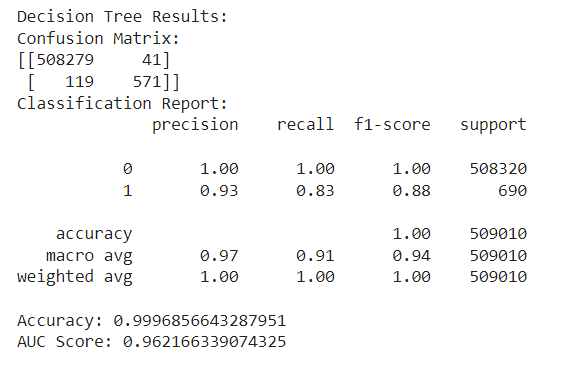 Decision Tree Results:
Confusion Matrix:
[[508279     41]
 [   119    571]]
Classification Report:
              precision    recall  f1-score   support

           0       1.00      1.00      1.00    508320
           1       0.93      0.83      0.88       690

    accuracy                           1.00    509010
   macro avg       0.97      0.91      0.94    509010
weighted avg       1.00      1.00      1.00    509010

Accuracy: 0.9996856643287951
AUC Score: 0.962166339074325